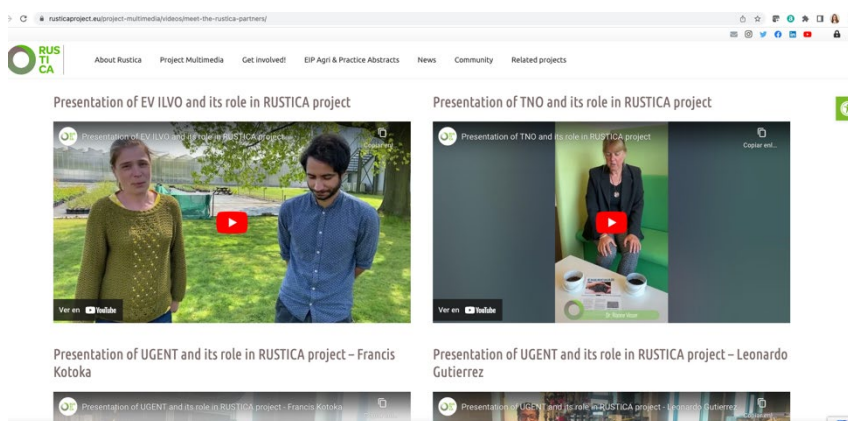 rusticaproject.eu/project-multimedia/videos/meet-the-rustica-partners/
RUS
TI
CA
About Rustica Project Multimedia Get involved! EIP Agri & Practice Abstracts News Community Related projects
Presentation of EV ILVO and its role in RUSTICA project
Presentation of TNO and its role in RUSTICA project
Presentation of EV ILVO and its role in RUSTICA project
Presentation of TNO and its role in RUSTICA project
Copiar enl...
Ver en YouTube
Ver en YouTube
Presentation of UGENT and its role in RUSTICA project – Francis
Kotoka
Presentation of UGENT and its role in RUSTICA project – Leonardo
Gutierrez
Presentation of UGENT and its role in RUSTICA project - Francis Kotoka
Presentation of UGENT and its role in RUSTICA project - Leonardo Gutierrez